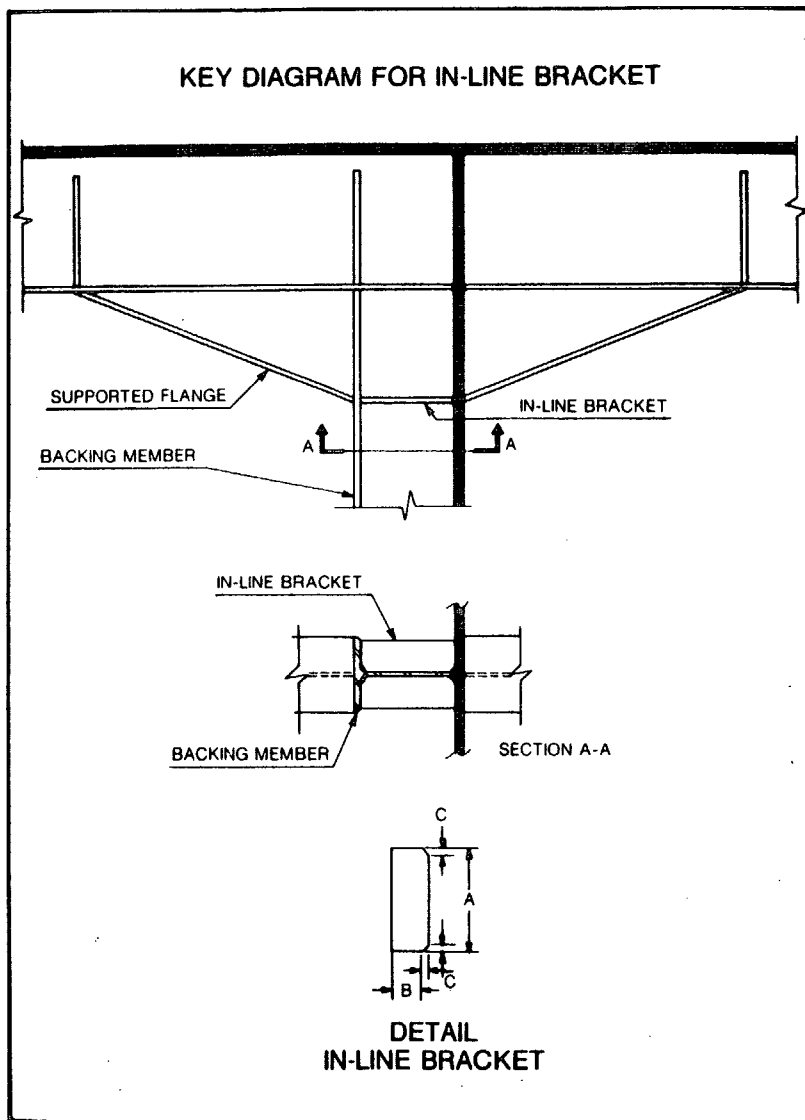 KEY DIAGRAM FOR IN-LINE BRACKET
SUPPORTED FLANGE
IN-LINE BRACKET
A
A
BACKING MEMBER
IN-LINE BRACKET
BACKING MEMBER
SECTION A-A
C
A
B
C
DETAIL
IN-LINE BRACKET